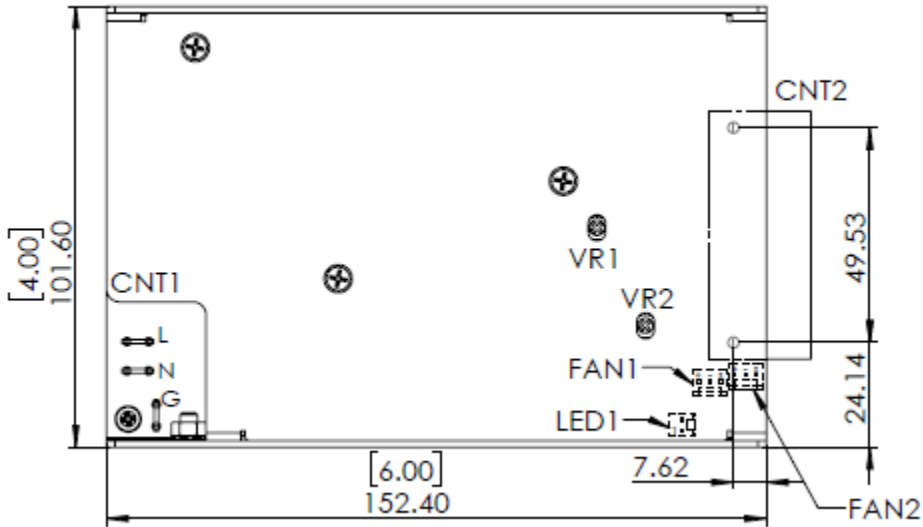 CNT2
[4.00]
101.60
49.53
VR1
CNT1
VR2
L
FAN1
N
24.14
G
LED1
[6.00]
7.62
152.40
FAN2